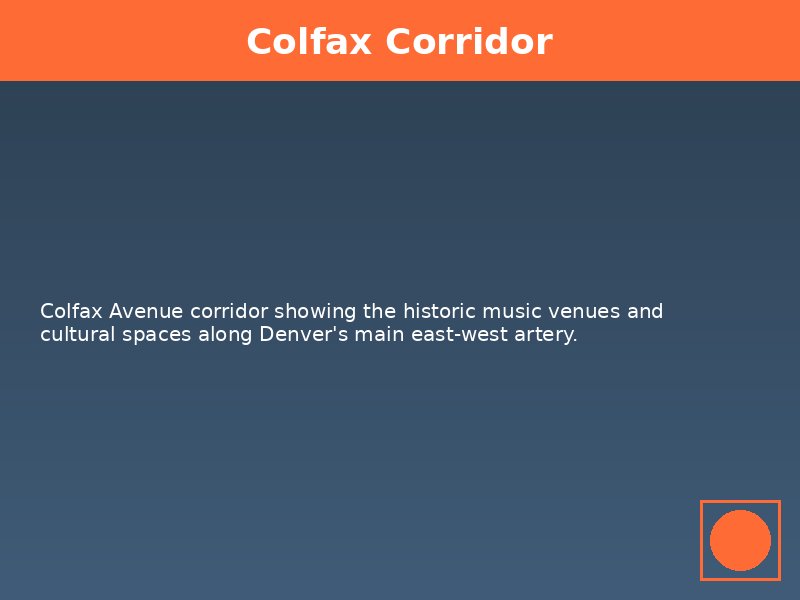 Colfax Corridor
Colfax Avenue corridor showing the historic music venues and
cultural spaces along Denver's main east-west artery.